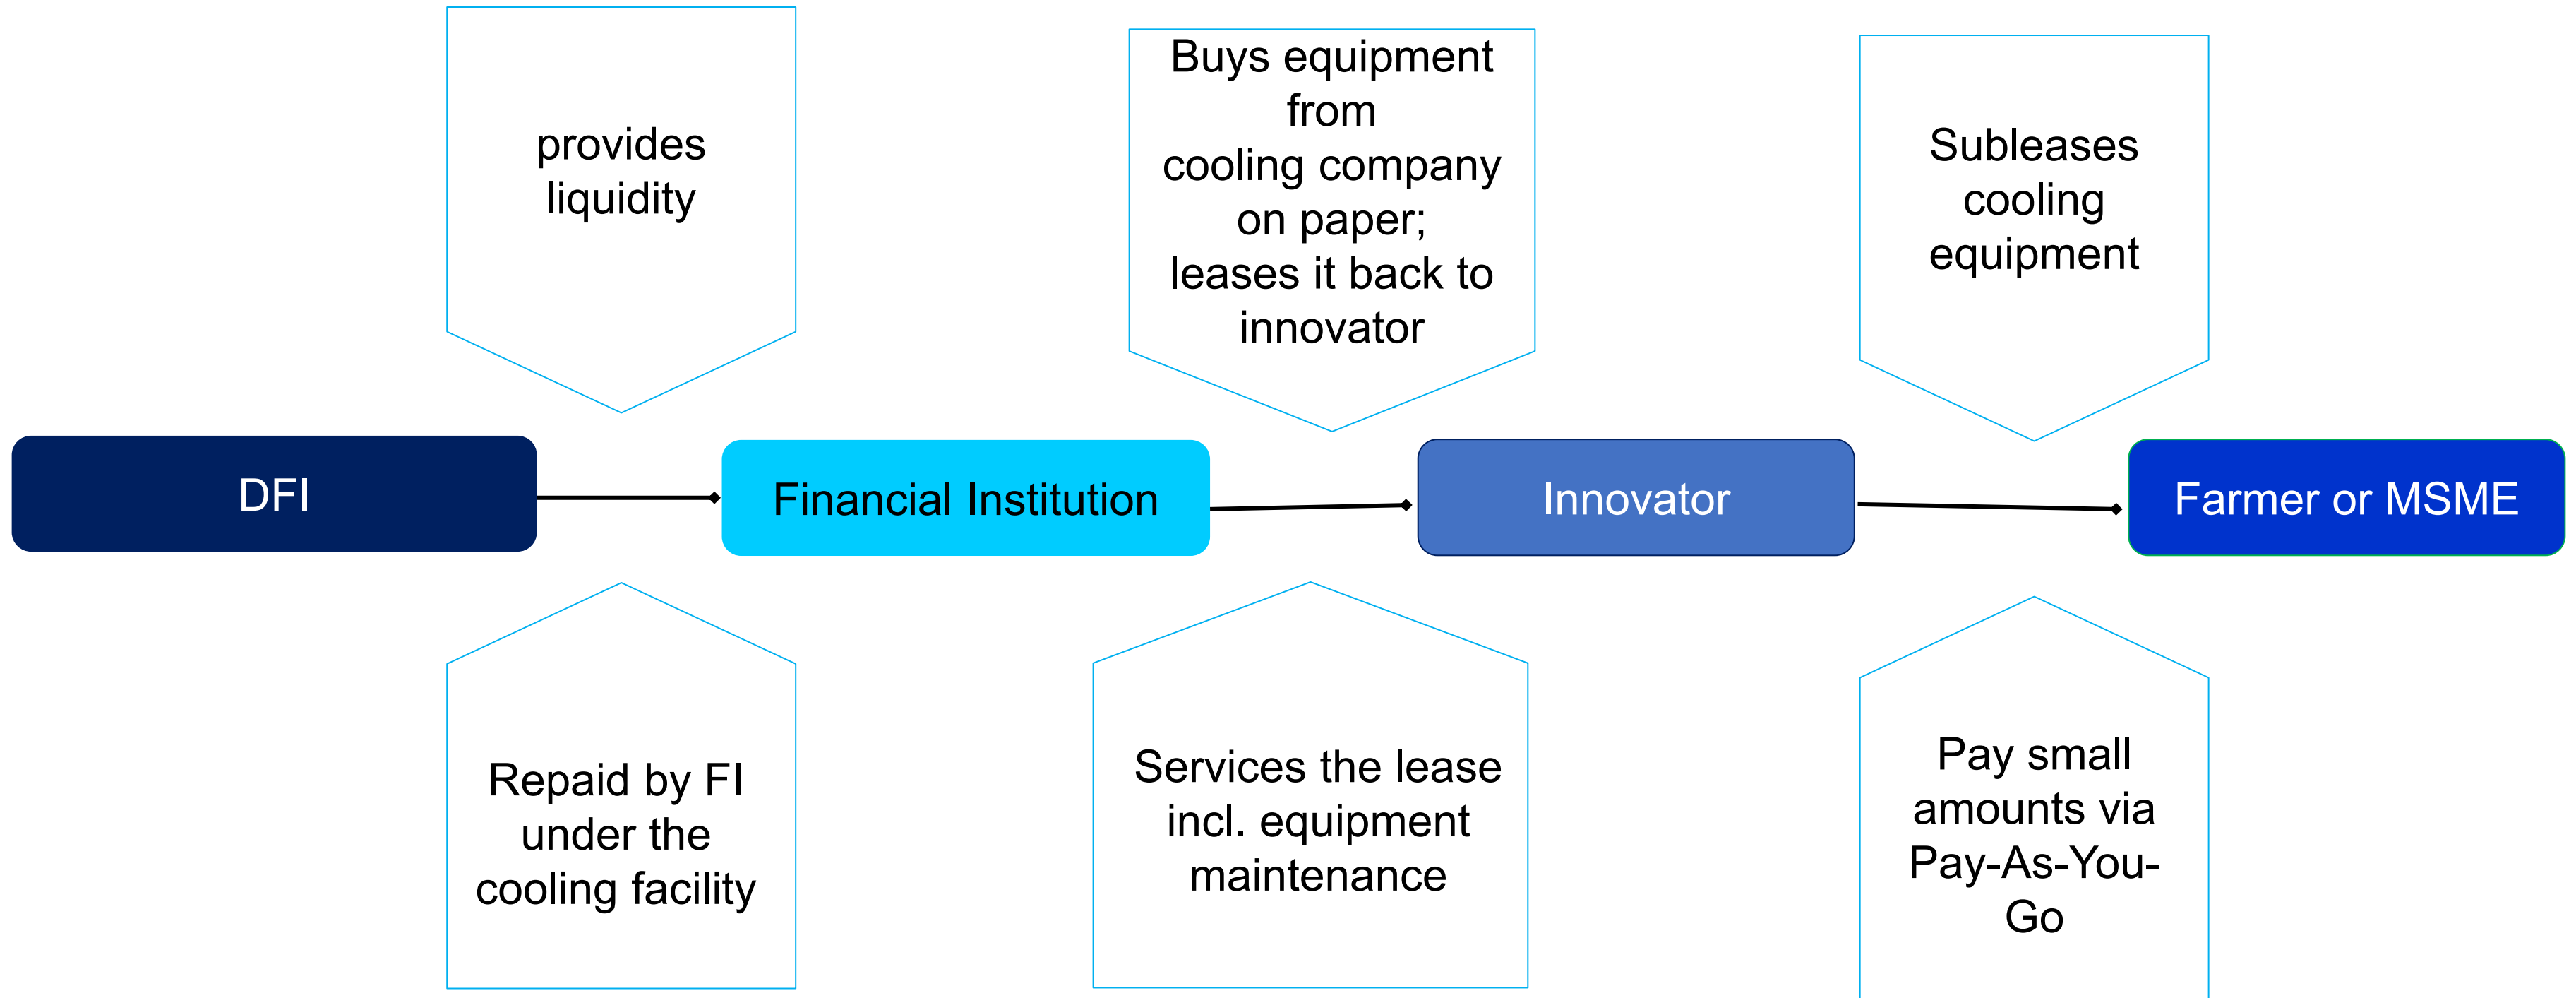 provides
liquidity
Buys equipment
from
cooling company
on paper;
leases it back to
innovator
Subleases
cooling
equipment
DFI
Financial Institution
Innovator
Farmer or MSME
Repaid by FI
under the
cooling facility
Services the lease
incl. equipment
maintenance
Pay small
amounts via
Pay-As-You-
Go